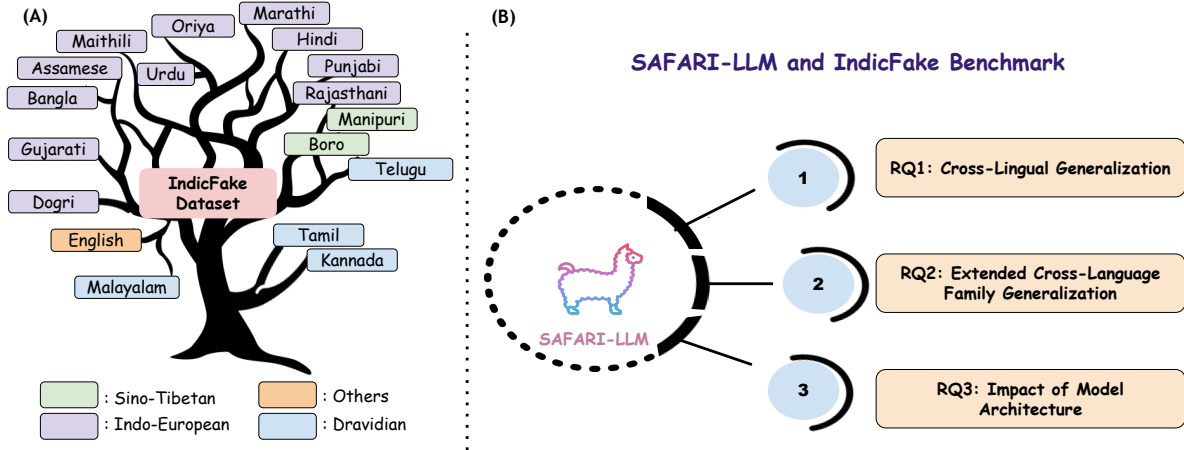 (A)
Marathi
Oriya
Maithili
Hindi
Assamese
Urdu
Punjabi
Bangla
Rajasthani
Manipuri
Gujarati
Boro
Telugu
IndicFake
Dataset
Dogri
English
Tamil
Kannada
Malayalam
: Sino-Tibetan
: Others
: Indo-European
: Dravidian
(B)
SAFARI-LLM and IndicFake Benchmark
1
RQ1: Cross-Lingual Generalization
2
RQ2: Extended Cross-Language
Family Generalization
SAFARI-LLM
3
RQ3: Impact of Model
Architecture